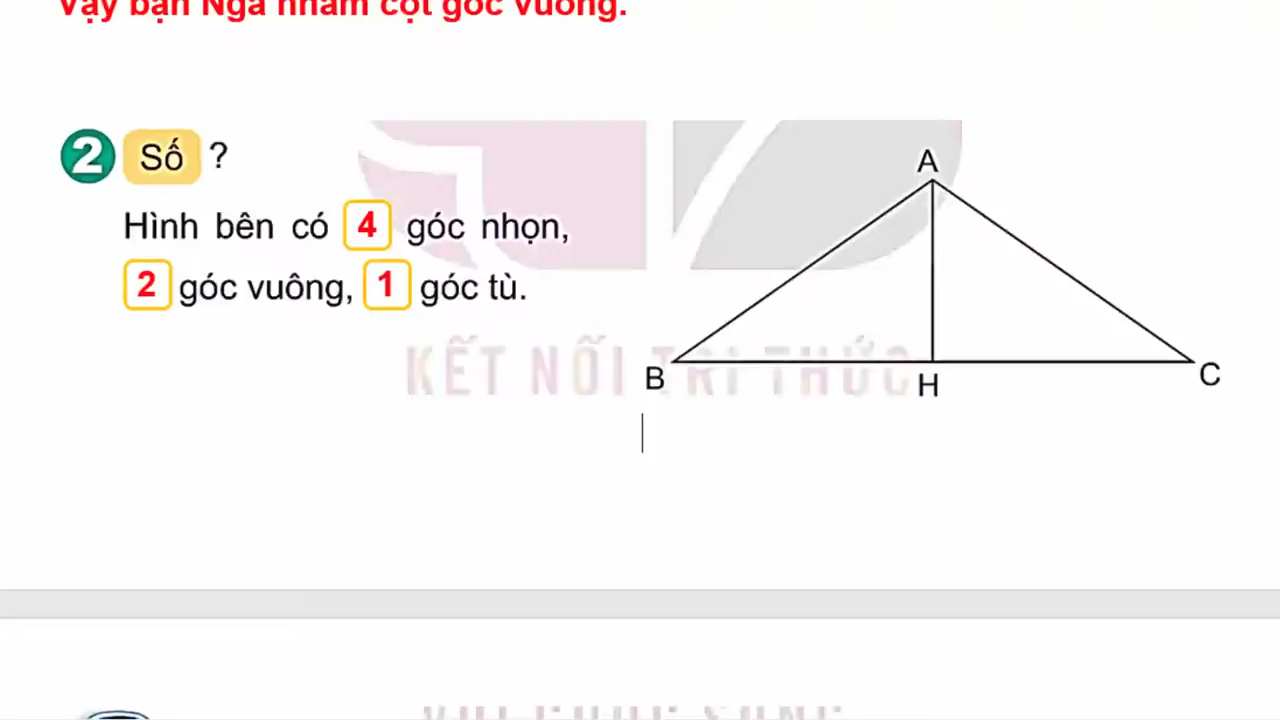 Vậy bạn Nga nhầm cột góc vuông.
2 Số ?
Hình bên có 4 góc nhọn,
2 góc vuông, 1 góc tù.
A
B
H
C
KẾT NỐI TRI THỨC